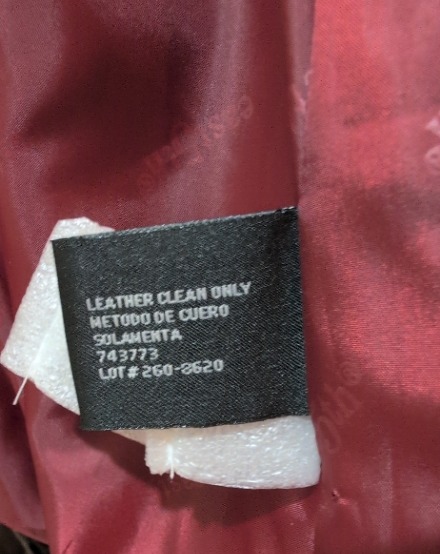 LEATHER CLEAN ONLY
METODO DE CUERO
SOLAMENTA
743773
LOT# 260-8620